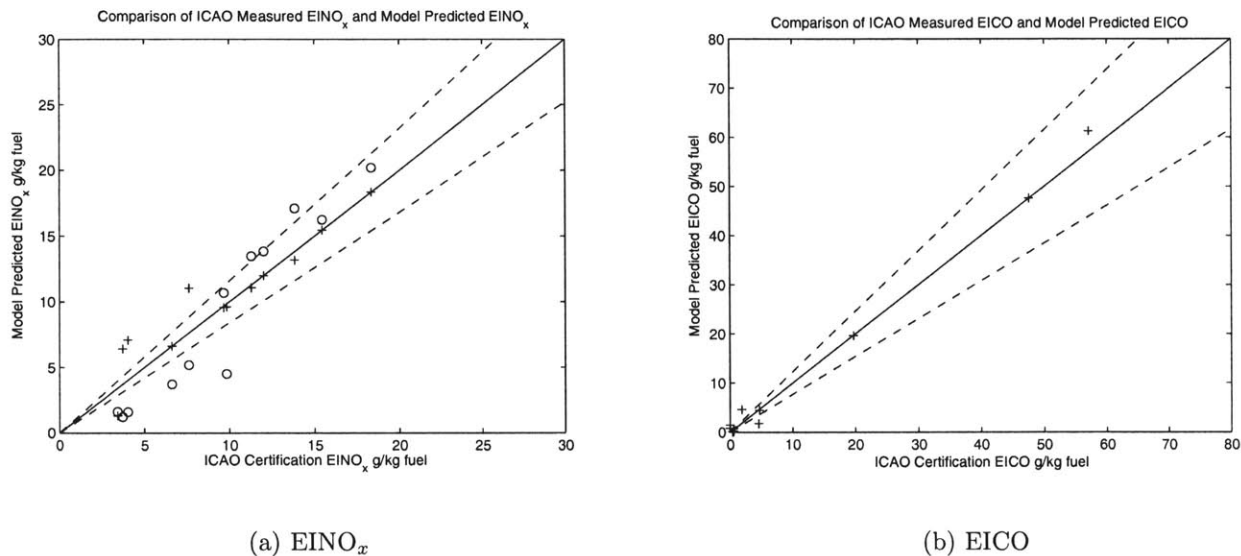 Comparison of ICAO Measured EINOx and Model Predicted EINOx
30
25
20
15
10
5
0
0 5 10 15 20 25 30
Model Predicted EINOx g/kg fuel
ICAO Certification EINOx g/kg fuel
(a) EINOx
Comparison of ICAO Measured EICO and Model Predicted EICO
80
70
60
50
40
30
20
10
0
0 10 20 30 40 50 60 70 80
Model Predicted EICO g/kg fuel
ICAO Certification EICO g/kg fuel
(b) EICO